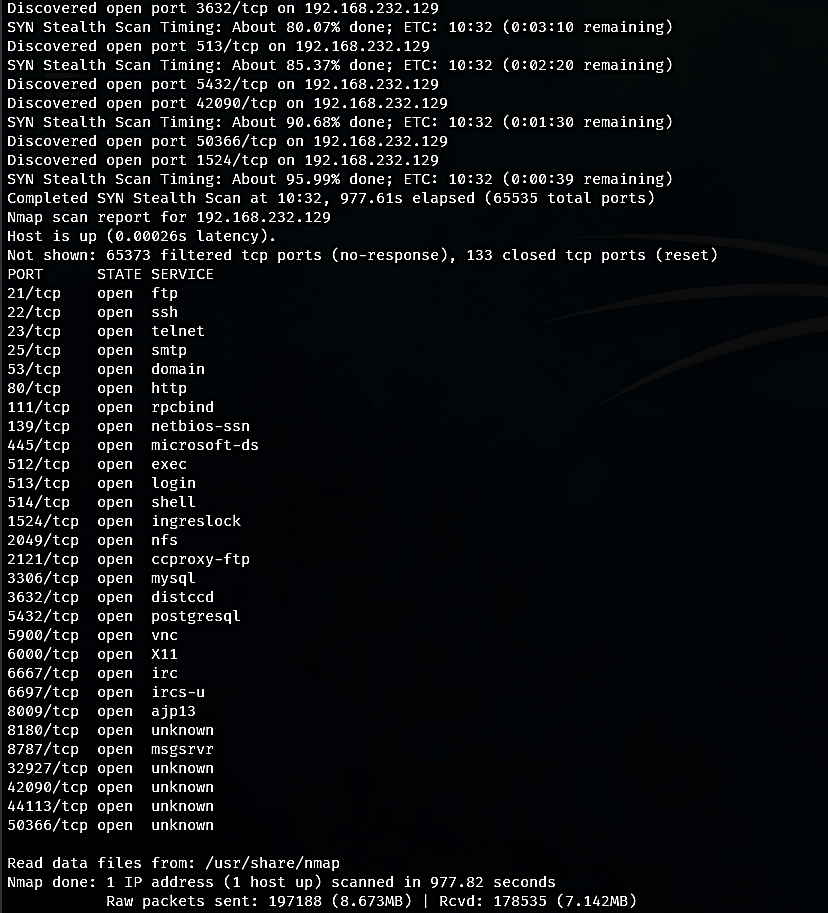 Discovered open port 3632/tcp on 192.168.232.129
SYN Stealth Scan Timing: About 80.07% done; ETC: 10:32 (0:03:10 remaining)
Discovered open port 513/tcp on 192.168.232.129
SYN Stealth Scan Timing: About 85.37% done; ETC: 10:32 (0:02:20 remaining)
Discovered open port 5432/tcp on 192.168.232.129
Discovered open port 42090/tcp on 192.168.232.129
SYN Stealth Scan Timing: About 90.68% done; ETC: 10:32 (0:01:30 remaining)
Discovered open port 50366/tcp on 192.168.232.129
Discovered open port 1524/tcp on 192.168.232.129
SYN Stealth Scan Timing: About 95.99% done; ETC: 10:32 (0:00:39 remaining)
Completed SYN Stealth Scan at 10:32, 977.61s elapsed (65535 total ports)
Nmap scan report for 192.168.232.129
Host is up (0.00026s latency).
Not shown: 65373 filtered tcp ports (no-response), 133 closed tcp ports (reset)
PORT      STATE SERVICE
21/tcp    open  ftp
22/tcp    open  ssh
23/tcp    open  telnet
25/tcp    open  smtp
53/tcp    open  domain
80/tcp    open  http
111/tcp   open  rpcbind
139/tcp   open  netbios-ssn
445/tcp   open  microsoft-ds
512/tcp   open  exec
513/tcp   open  login
514/tcp   open  shell
1524/tcp  open  ingreslock
2049/tcp  open  nfs
2121/tcp  open  ccproxy-ftp
3306/tcp  open  mysql
3632/tcp  open  distccd
5432/tcp  open  postgresql
5900/tcp  open  vnc
6000/tcp  open  X11
6667/tcp  open  irc
6697/tcp  open  ircs-u
8009/tcp  open  ajp13
8180/tcp  open  unknown
8787/tcp  open  msgsrvr
32927/tcp open  unknown
42090/tcp open  unknown
44113/tcp open  unknown
50366/tcp open  unknown
Read data files from: /usr/share/nmap
Nmap done: 1 IP address (1 host up) scanned in 977.82 seconds
Raw packets sent: 197188 (8.673MB) | Rcvd: 178535 (7.142MB)